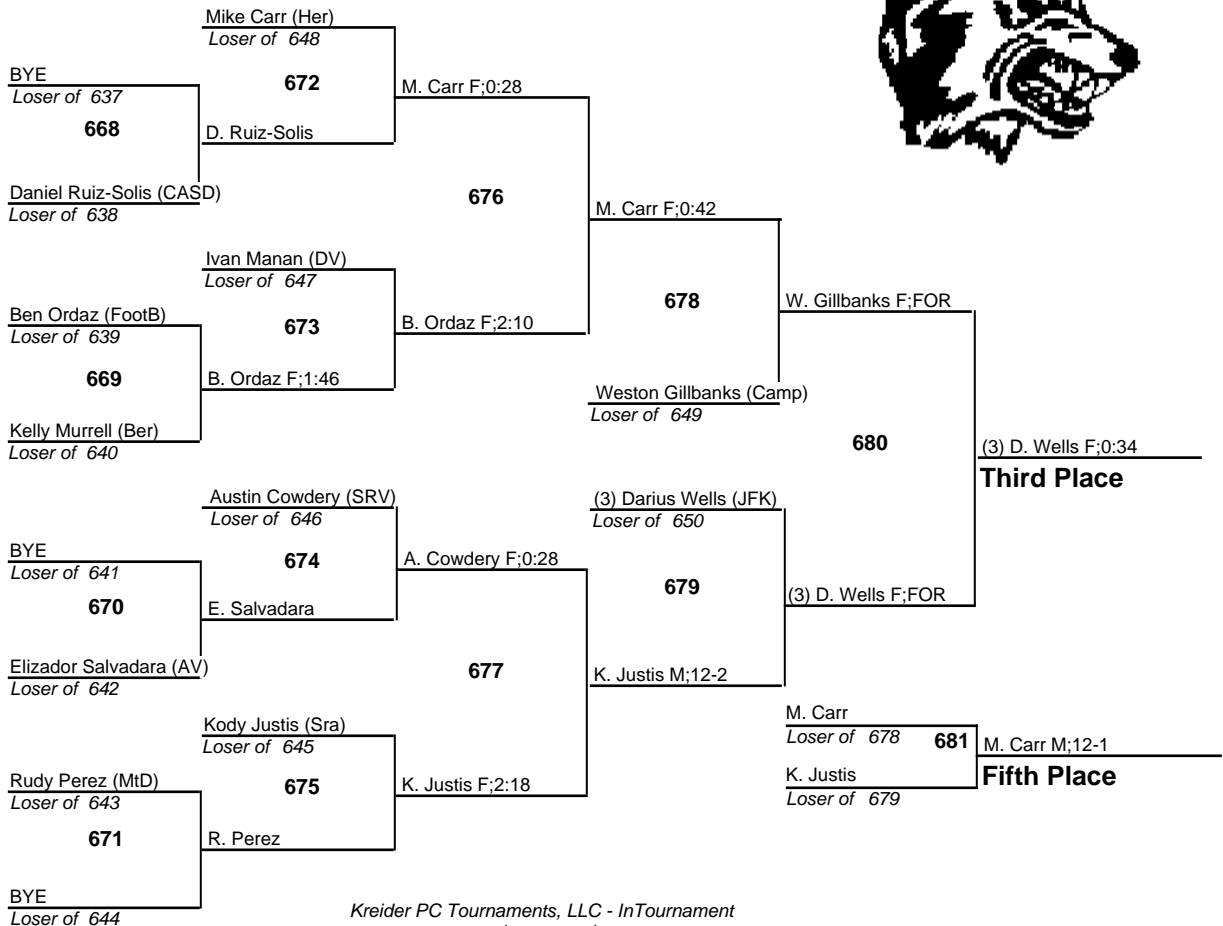 Mike Carr (Her)
Loser of 648
BYE
Loser of 637
672
M. Carr F;0:28
668
D. Ruiz-Solis
Daniel Ruiz-Solis (CASD)
Loser of 638
676
M. Carr F;0:42
Ivan Manan (DV)
Loser of 647
Ben Ordaz (FootB)
Loser of 639
673
B. Ordaz F;2:10
678
W. Gillbanks F;FOR
669
B. Ordaz F;1:46
Weston Gillbanks (Camp)
Loser of 649
Kelly Murrell (Ber)
Loser of 640
680
(3) D. Wells F;0:34
Third Place
Austin Cowdery (SRV)
Loser of 646
(3) Darius Wells (JFK)
Loser of 650
BYE
Loser of 641
674
A. Cowdery F;0:28
670
E. Salvadara
679
(3) D. Wells F;FOR
Elizador Salvadara (AV)
Loser of 642
677
K. Justis M;12-2
Kody Justis (Sra)
Loser of 645
M. Carr
Loser of 678
681
M. Carr M;12-1
Fifth Place
K. Justis
Loser of 679
Rudy Perez (MtD)
Loser of 643
675
K. Justis F;2:18
671
R. Perez
BYE
Loser of 644
Kreider PC Tournaments, LLC - InTournament